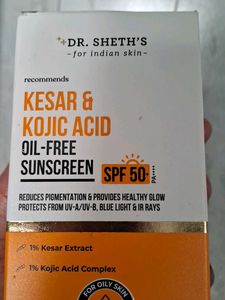 DR. SHETH'S
- for indian skin -
recommends
KESAR &
KOJIC ACID
OIL-FREE
SUNSCREEN
SPF 50+
PA++++
REDUCES PIGMENTATION & PROVIDES HEALTHY GLOW
PROTECTS FROM UV-A/UV-B, BLUE LIGHT & IR RAYS
1% Kesar Extract
1% Kojic Acid Complex
FOR OILY SKIN